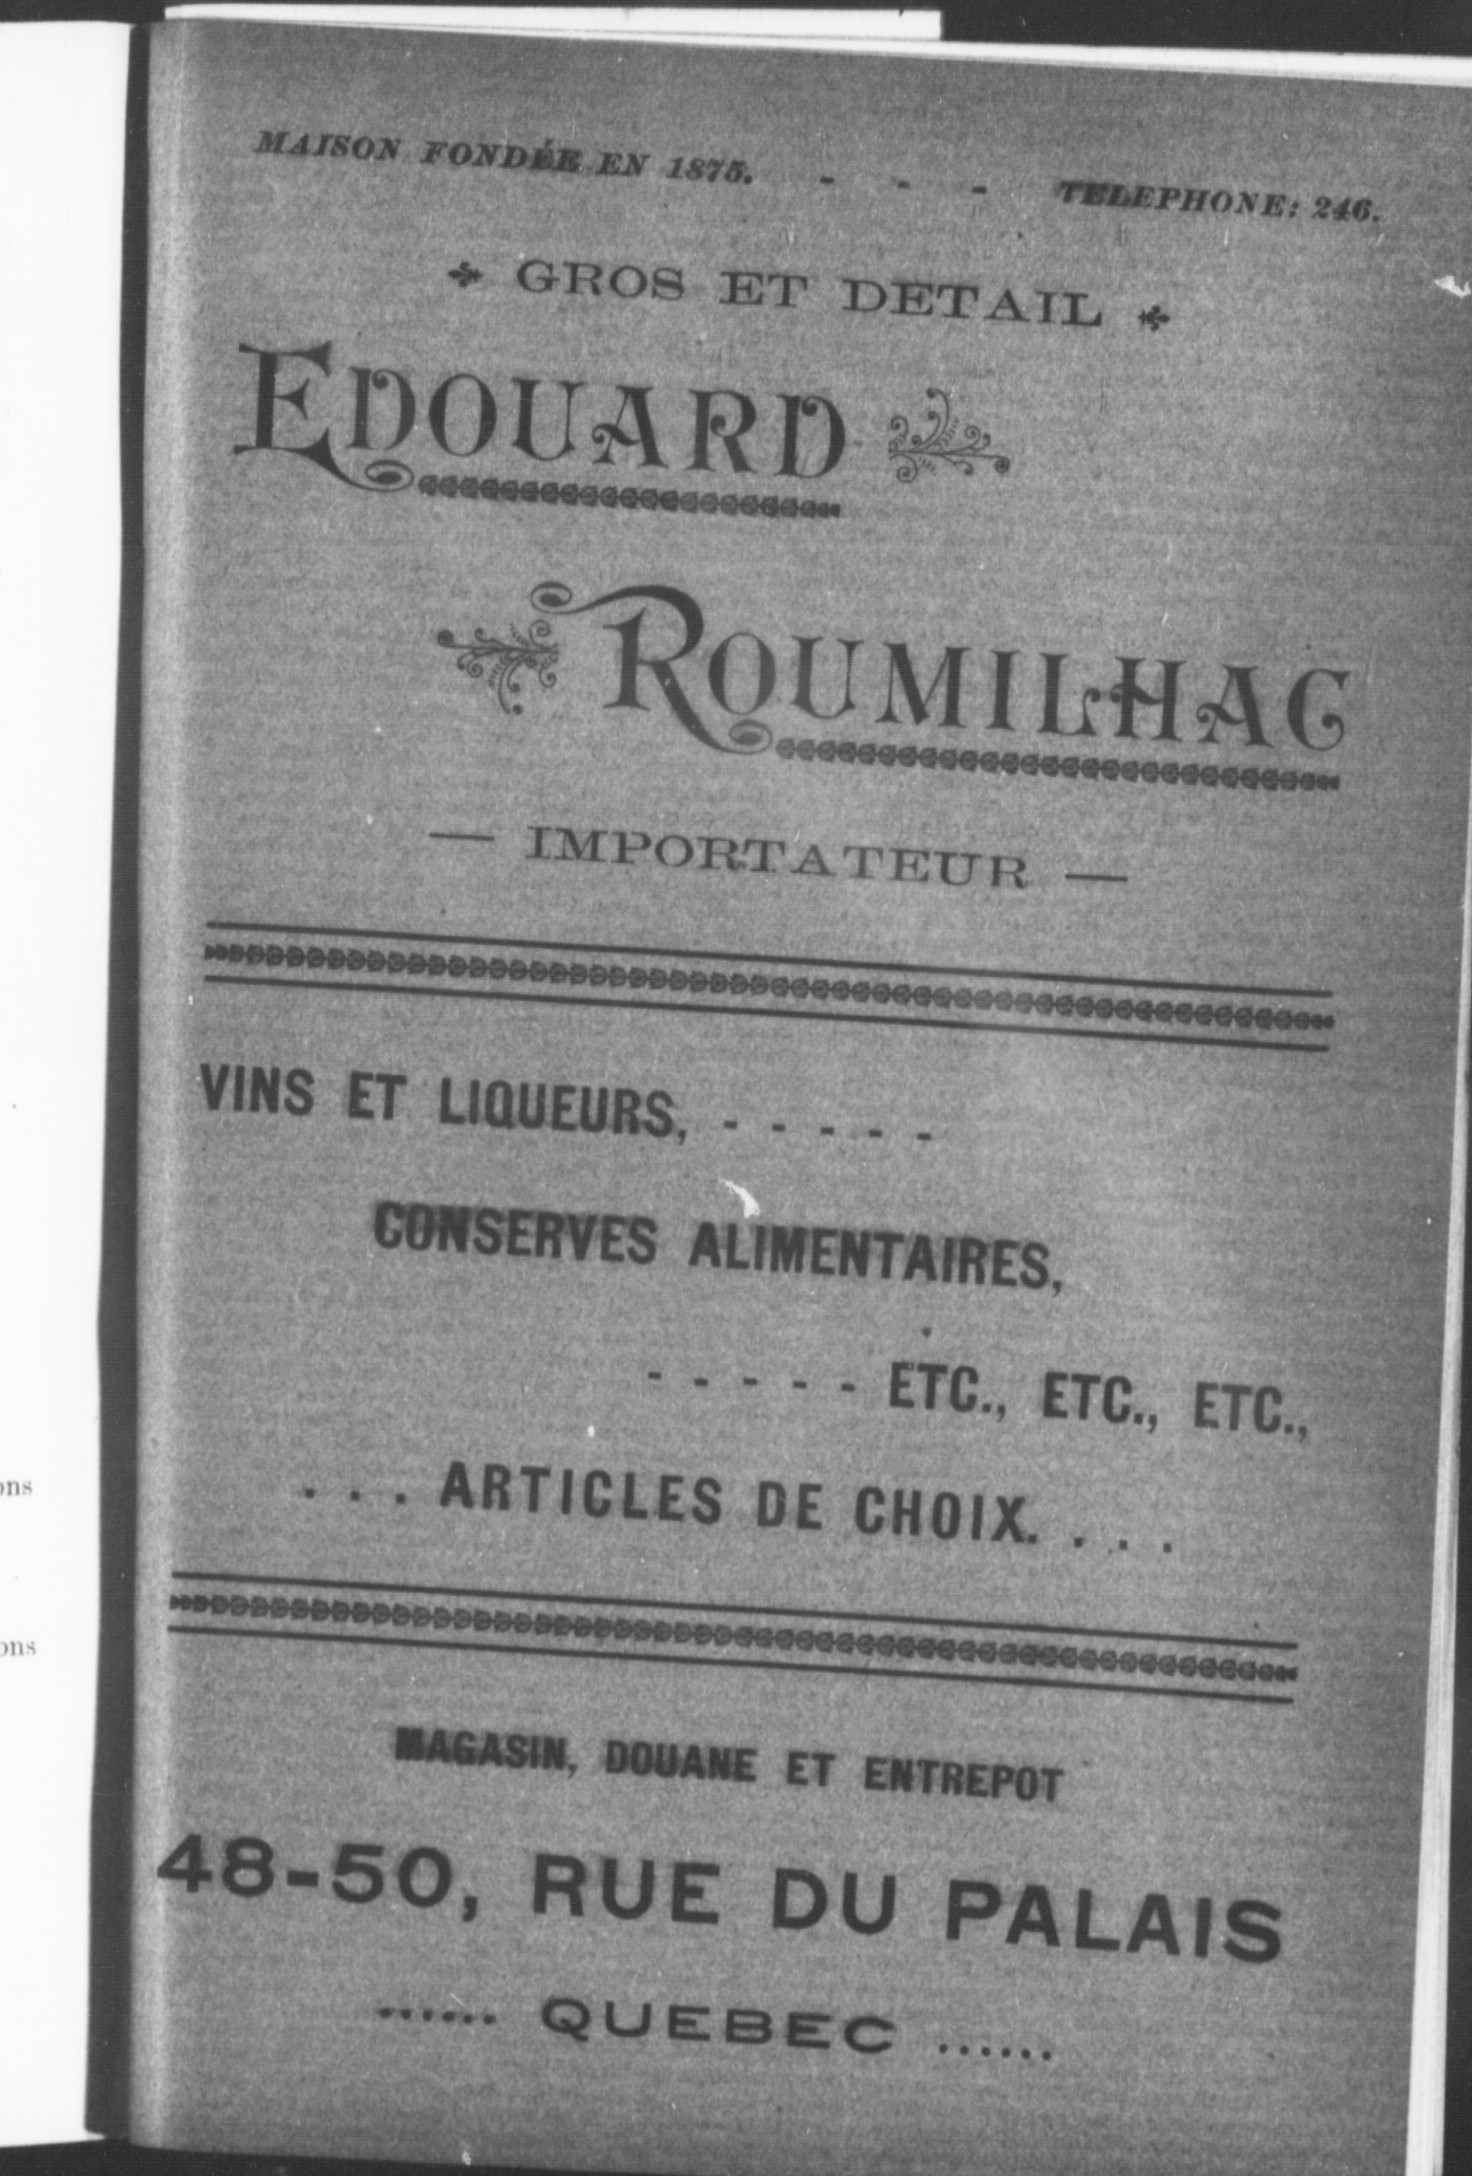 MAISON FONDÉE EN 1875. - - - TELEPHONE: 246.
GROS ET DETAIL
EDOUARD
ROUMILHAC
— IMPORTATEUR —
VINS ET LIQUEURS, - - - - -
CONSERVES ALIMENTAIRES,
- - - - - ETC., ETC., ETC.,
. . . ARTICLES DE CHOIX. . . .
MAGASIN, DOUANE ET ENTREPOT
48-50, RUE DU PALAIS
...... QUEBEC ......
ons
ons